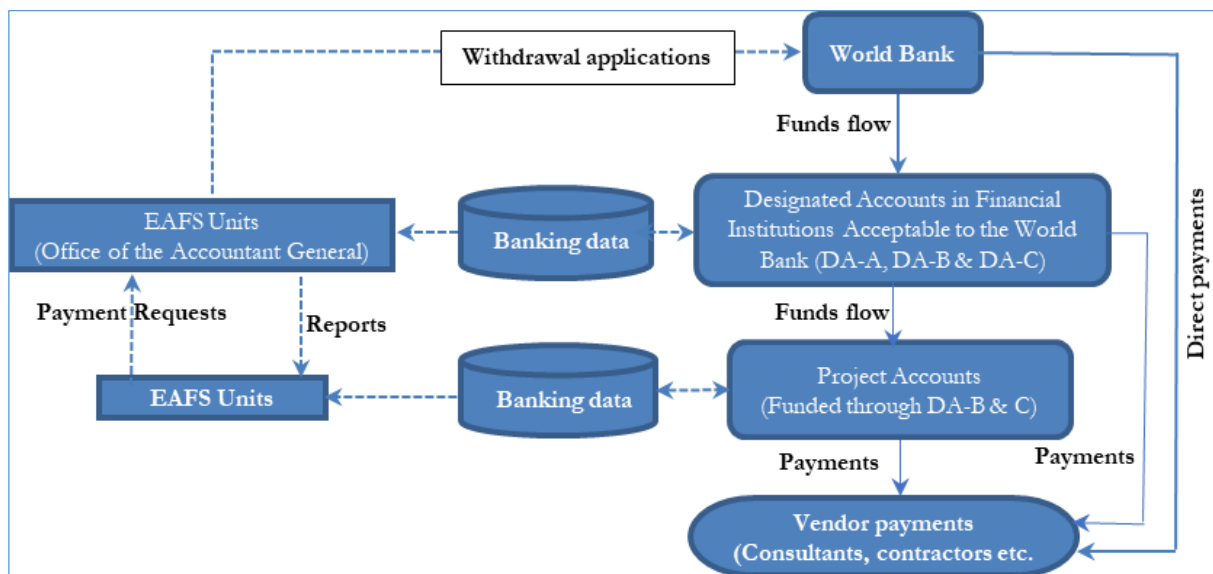 Withdrawal applications
World Bank
Funds flow
EAFS Units
(Office of the Accountant General)
Banking data
Designated Accounts in Financial
Institutions Acceptable to the World
Bank (DA-A, DA-B & DA-C)
Direct payments
Payment Requests
Reports
Funds flow
EAFS Units
Banking data
Project Accounts
(Funded through DA-B & C)
Payments
Payments
Vendor payments
(Consultants, contractors etc.